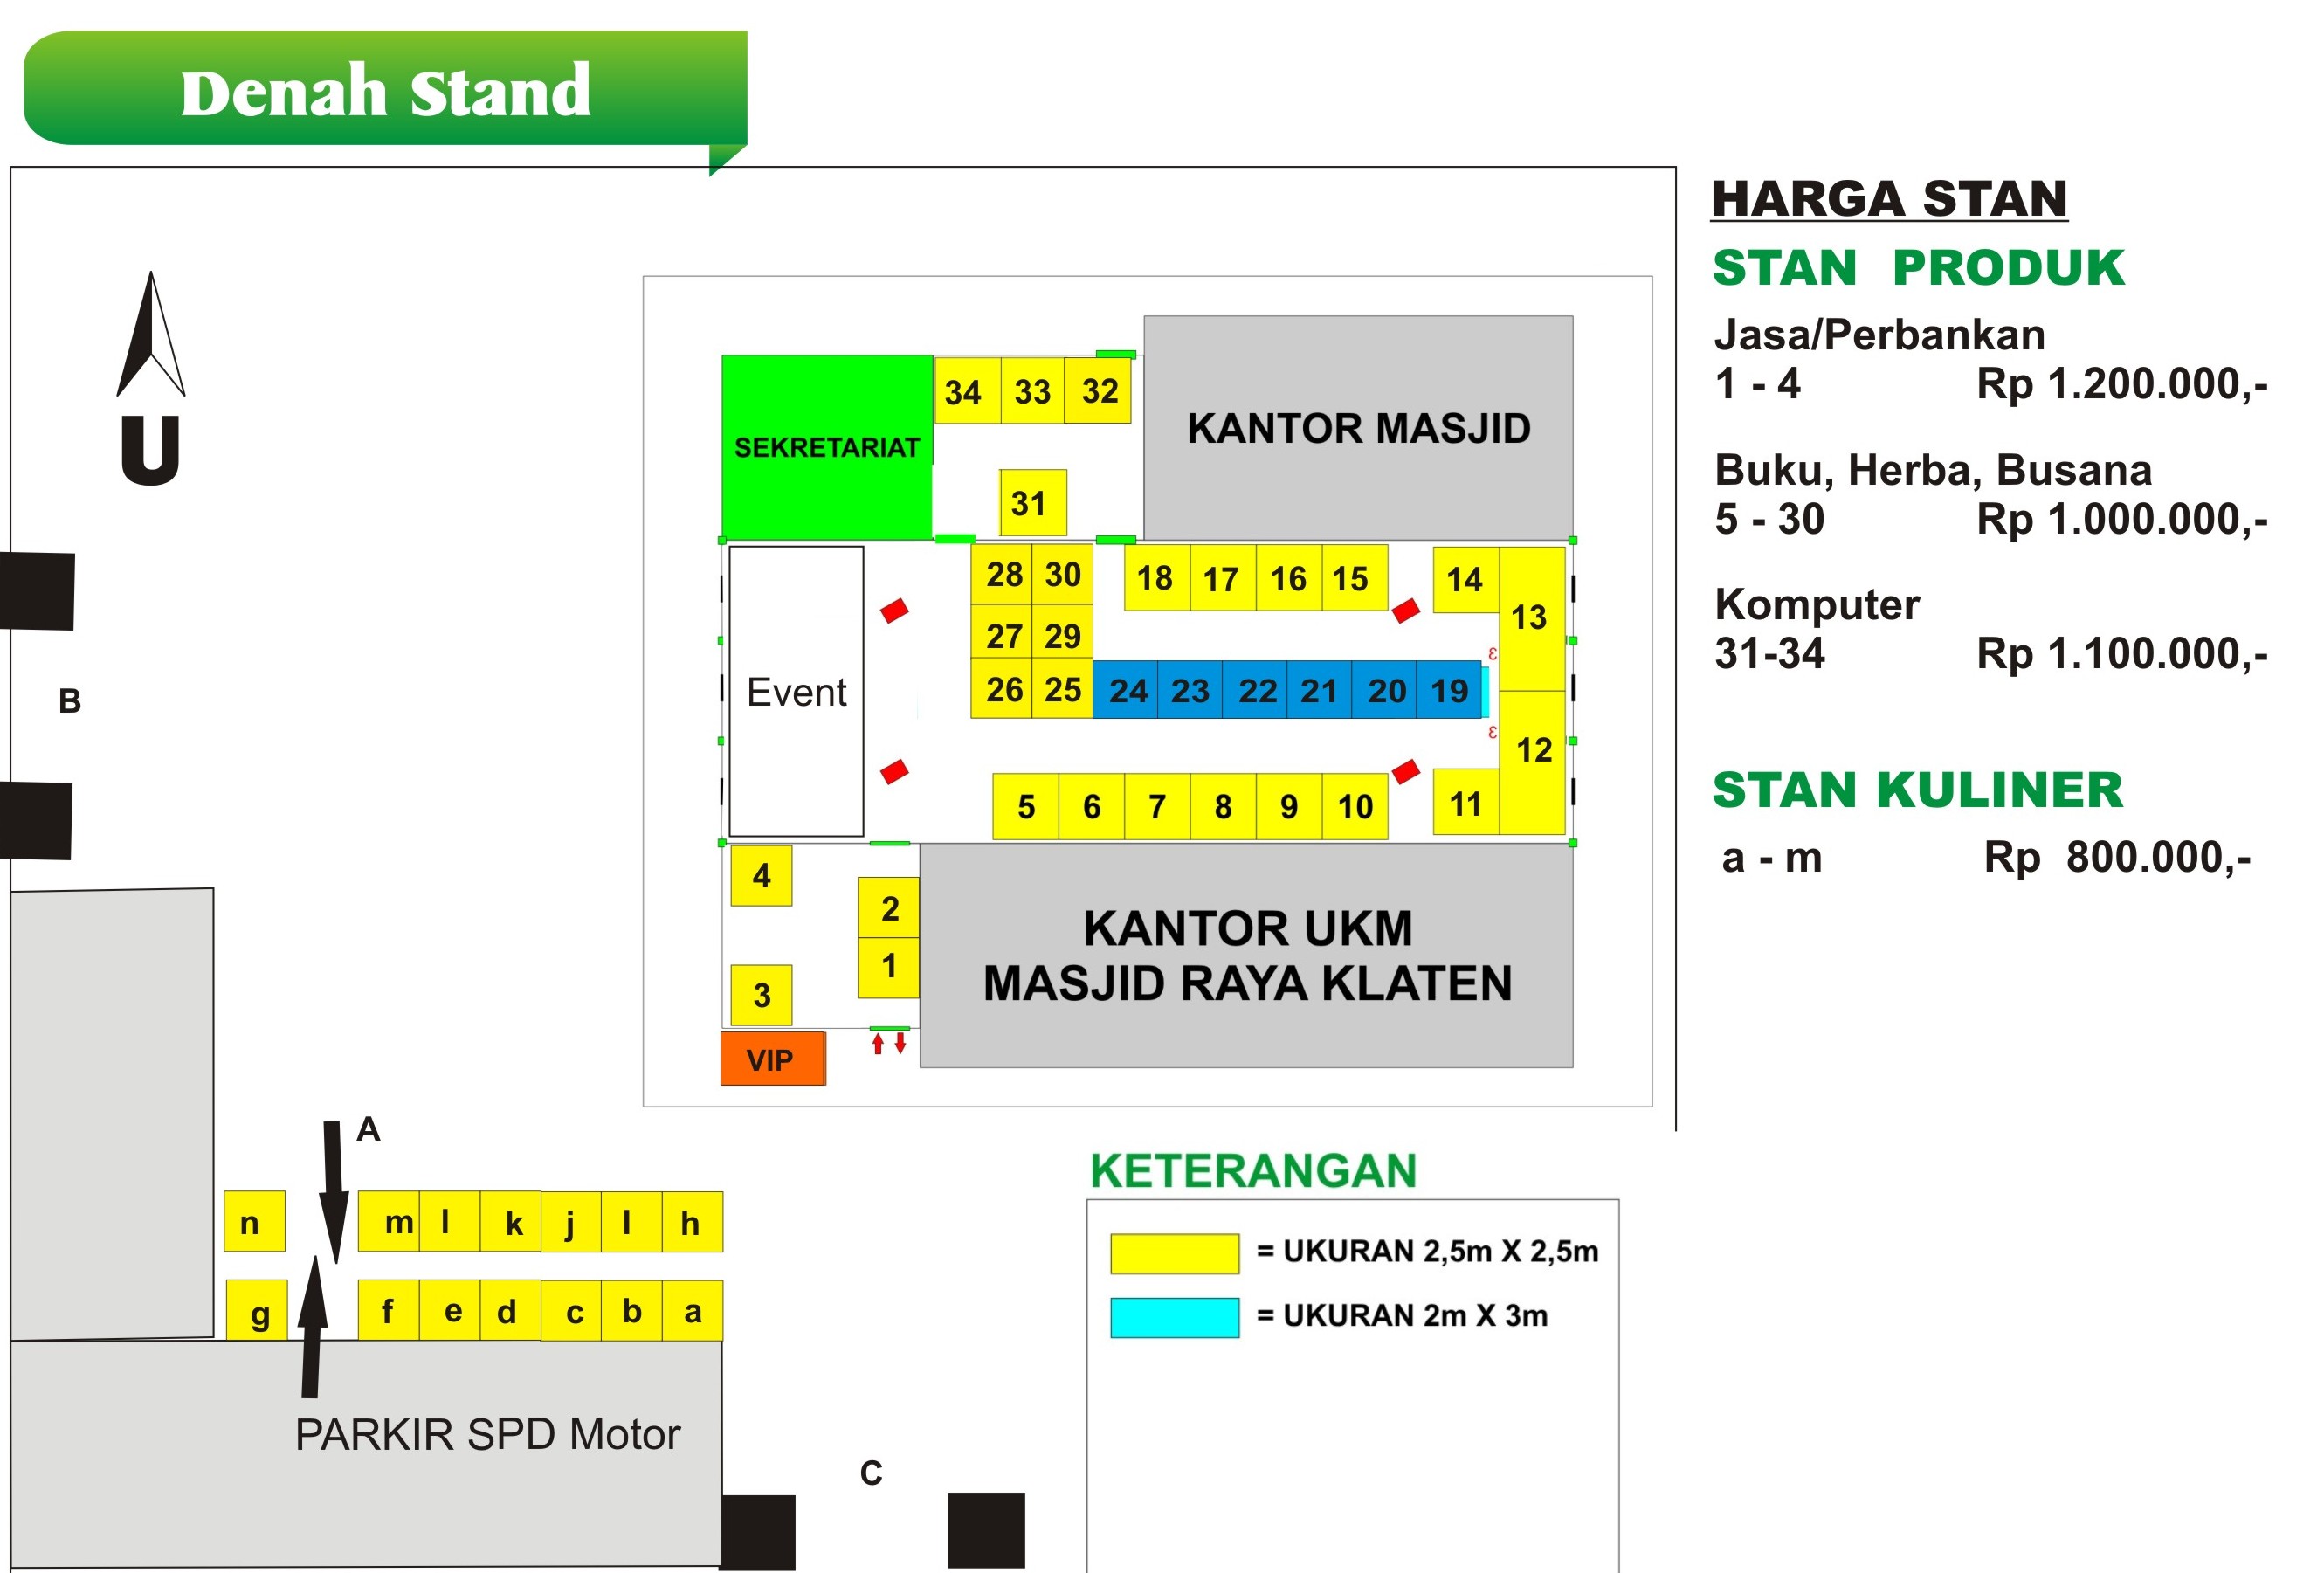 Denah Stand
HARGA STAN
STAN PRODUK
Jasa/Perbankan
1 - 4 Rp 1.200.000,-
Buku, Herba, Busana
5 - 30 Rp 1.000.000,-
Komputer
31-34 Rp 1.100.000,-
STAN KULINER
a - m Rp 800.000,-
U
B
SEKRETARIAT
34 33 32
31
KANTOR MASJID
Event
28 30
27 29
26 25
18 17 16 15
14
13
24 23 22 21 20 19
12
5 6 7 8 9 10
11
4
2
1
3
VIP
KANTOR UKM
MASJID RAYA KLATEN
A
n m l k j l h
g f e d c b a
PARKIR SPD Motor
C
KETERANGAN
= UKURAN 2,5m X 2,5m
= UKURAN 2m X 3m